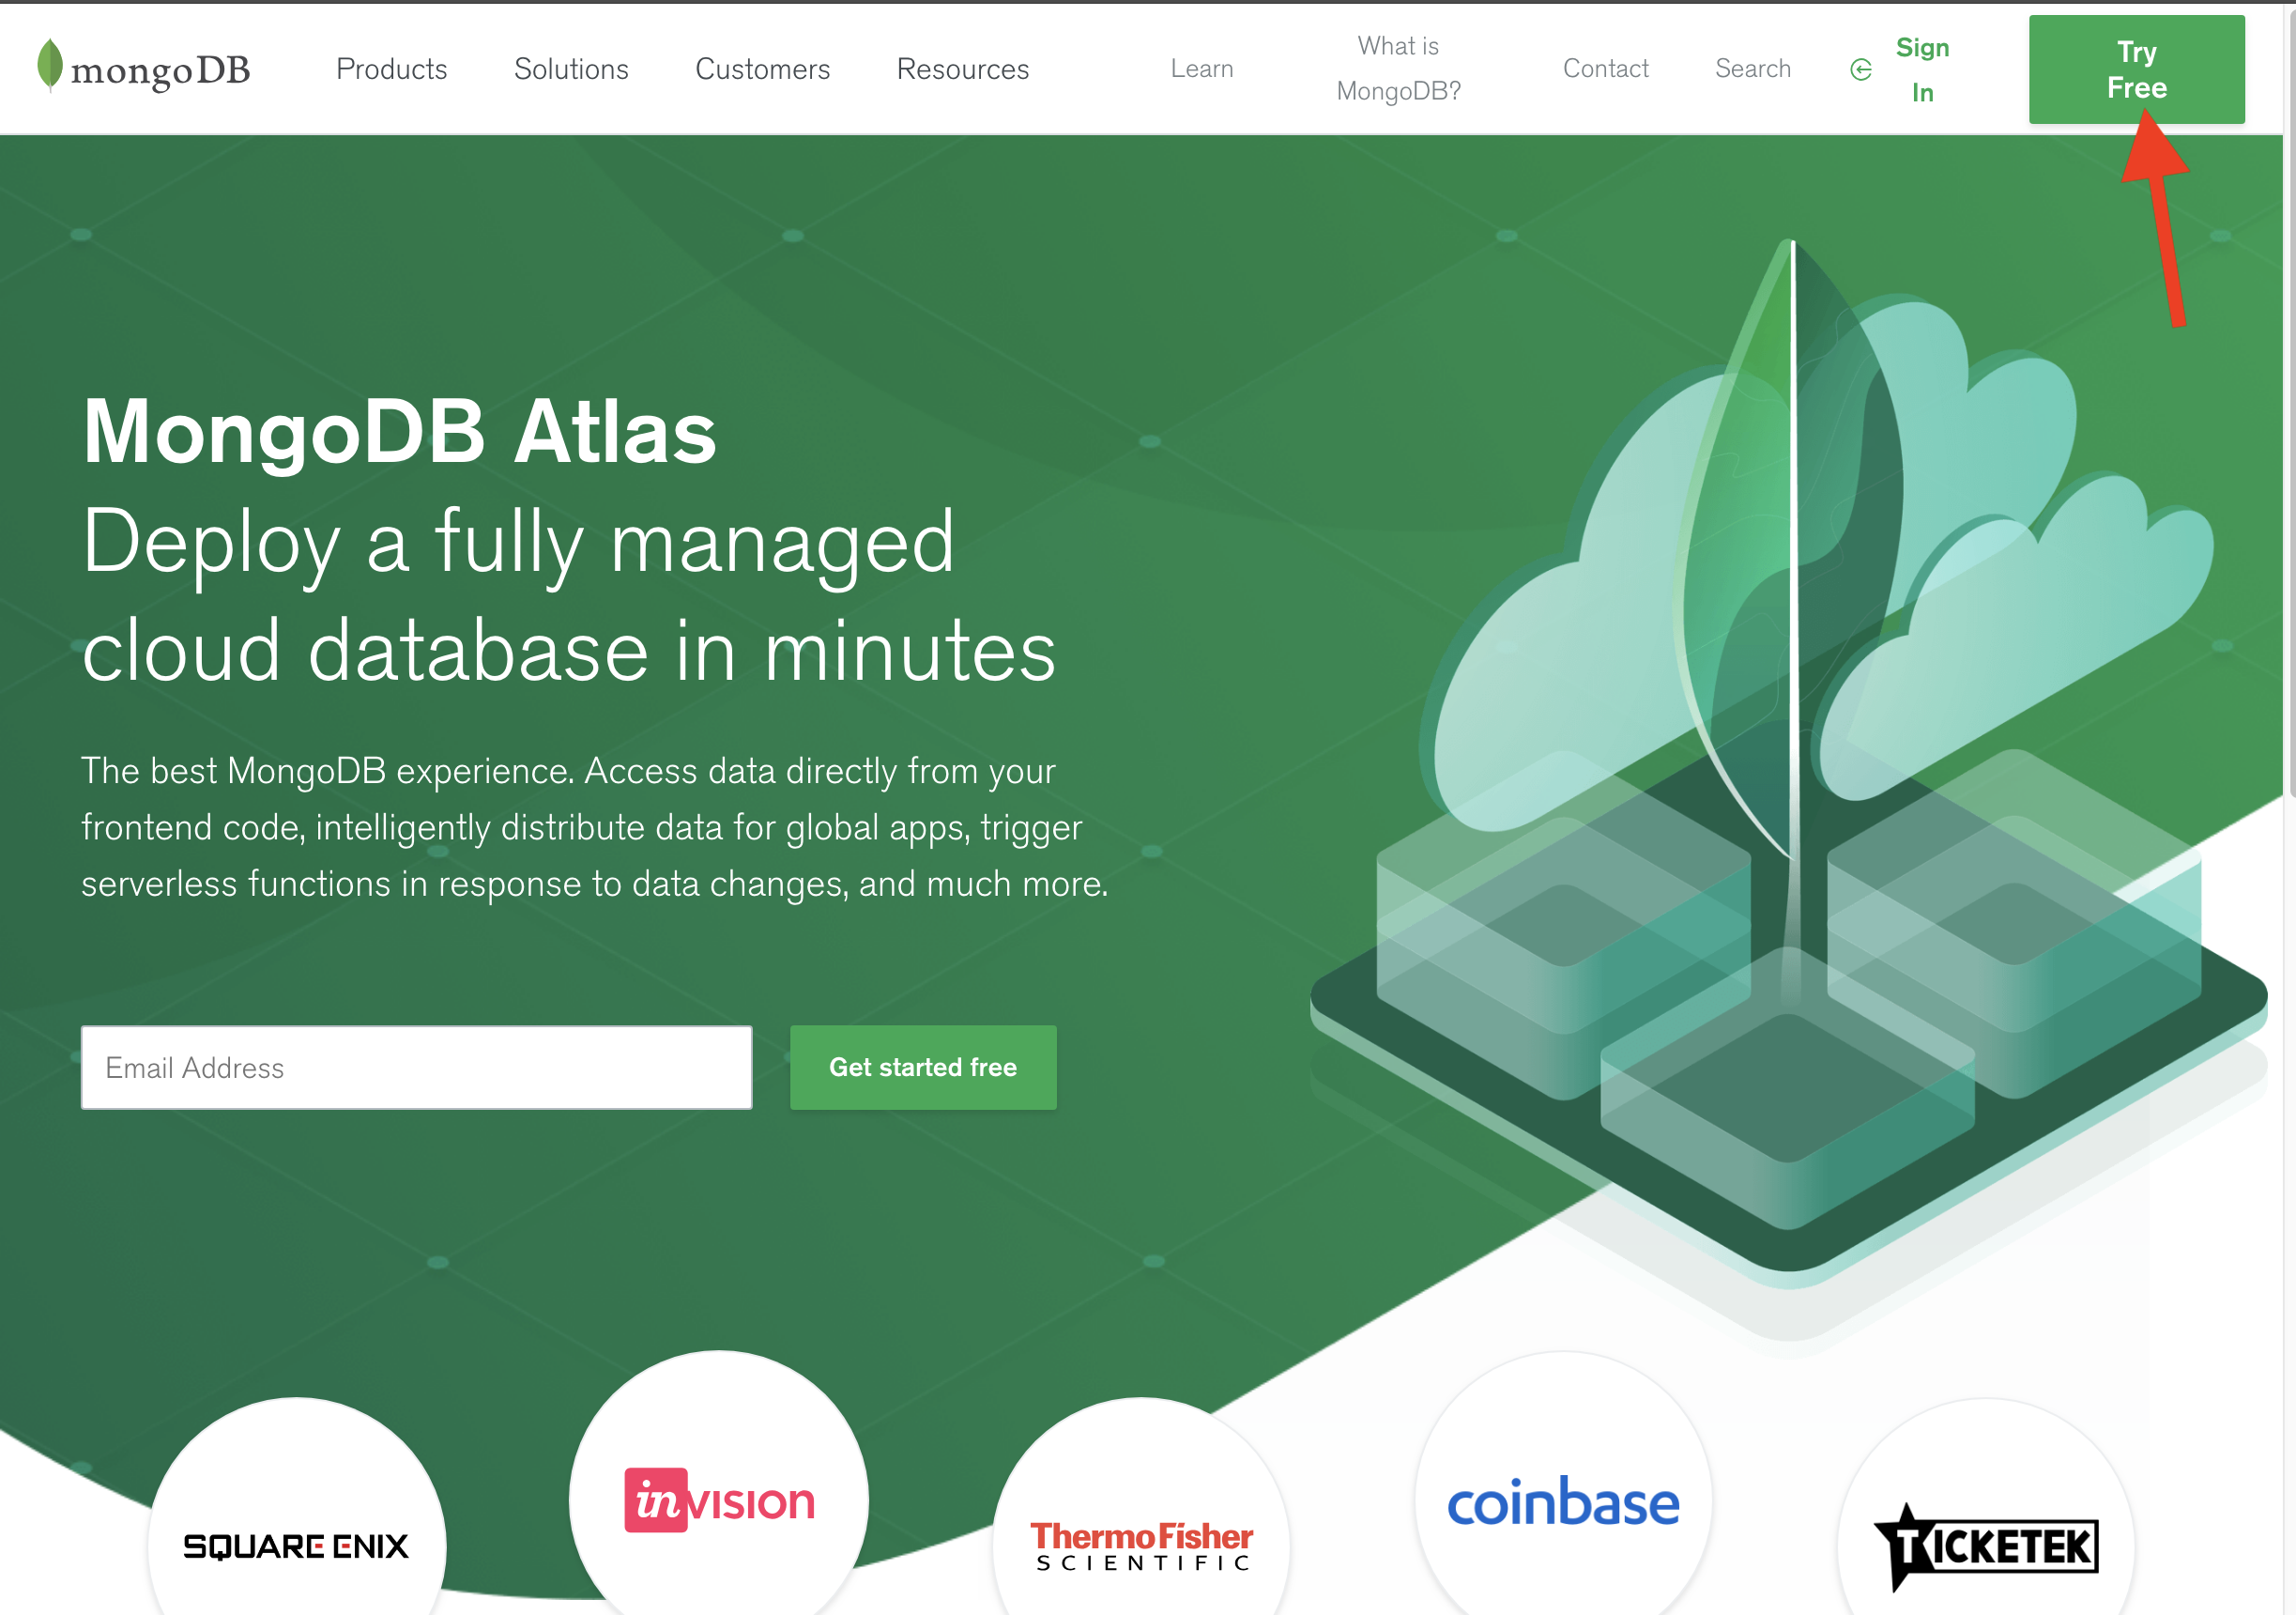 mongoDB
Products
Solutions
Customers
Resources
Learn
What is
MongoDB?
Contact
Search
Sign
In
Try
Free
MongoDB Atlas
Deploy a fully managed
cloud database in minutes
The best MongoDB experience. Access data directly from your
frontend code, intelligently distribute data for global apps, trigger
serverless functions in response to data changes, and much more.
Email Address
Get started free
SQUARE ENIX
invision
ThermoFisher
SCIENTIFIC
coinbase
TICKETEK